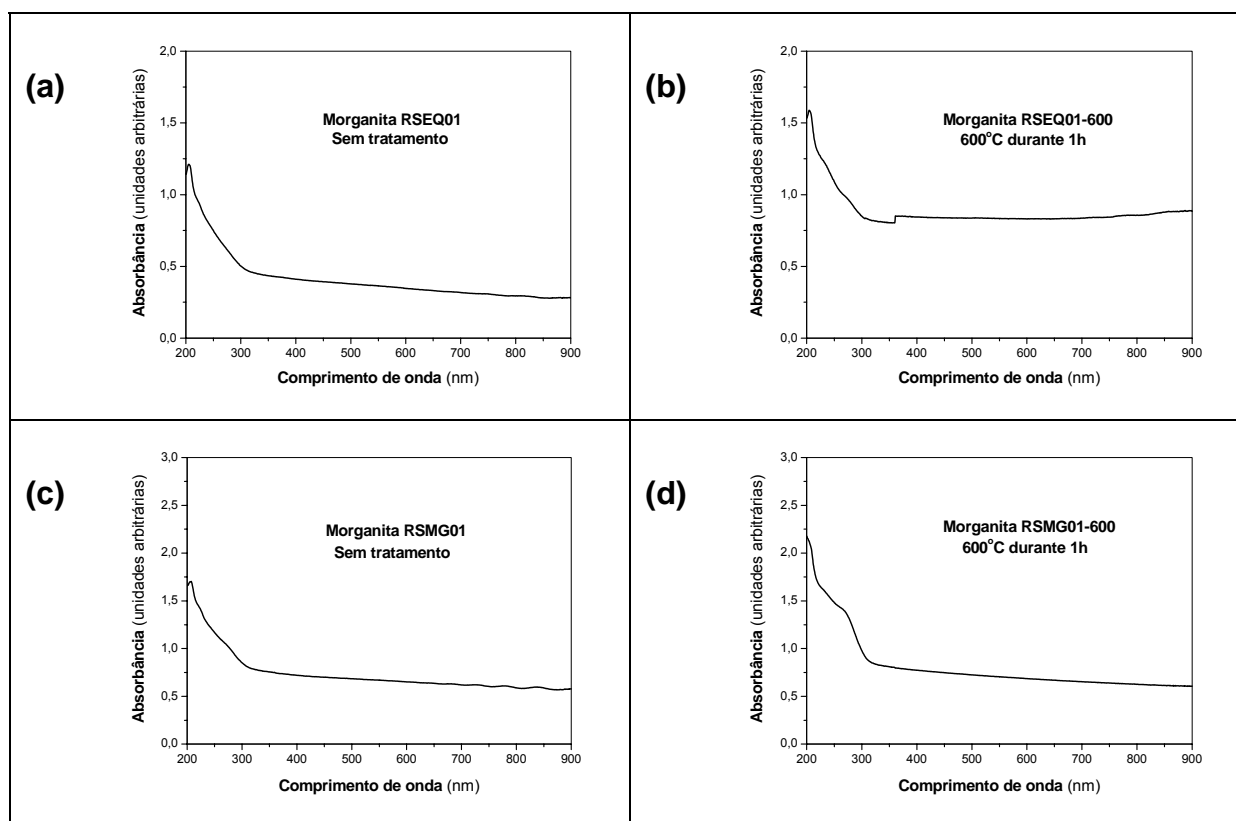 (a)
Absorbância (unidades arbitrárias)
2,0
1,5
1,0
0,5
0,0
Morganita RSEQ01
Sem tratamento
200 300 400 500 600 700 800 900
Comprimento de onda (nm)
(b)
Absorbância (unidades arbitrárias)
2,0
1,5
1,0
0,5
0,0
Morganita RSEQ01-600
600°C durante 1h
200 300 400 500 600 700 800 900
Comprimento de onda (nm)
(c)
Absorbância (unidades arbitrárias)
3,0
2,5
2,0
1,5
1,0
0,5
0,0
Morganita RSMG01
Sem tratamento
200 300 400 500 600 700 800 900
Comprimento de onda (nm)
(d)
Absorbância (unidades arbitrárias)
3,0
2,5
2,0
1,5
1,0
0,5
0,0
Morganita RSMG01-600
600°C durante 1h
200 300 400 500 600 700 800 900
Comprimento de onda (nm)